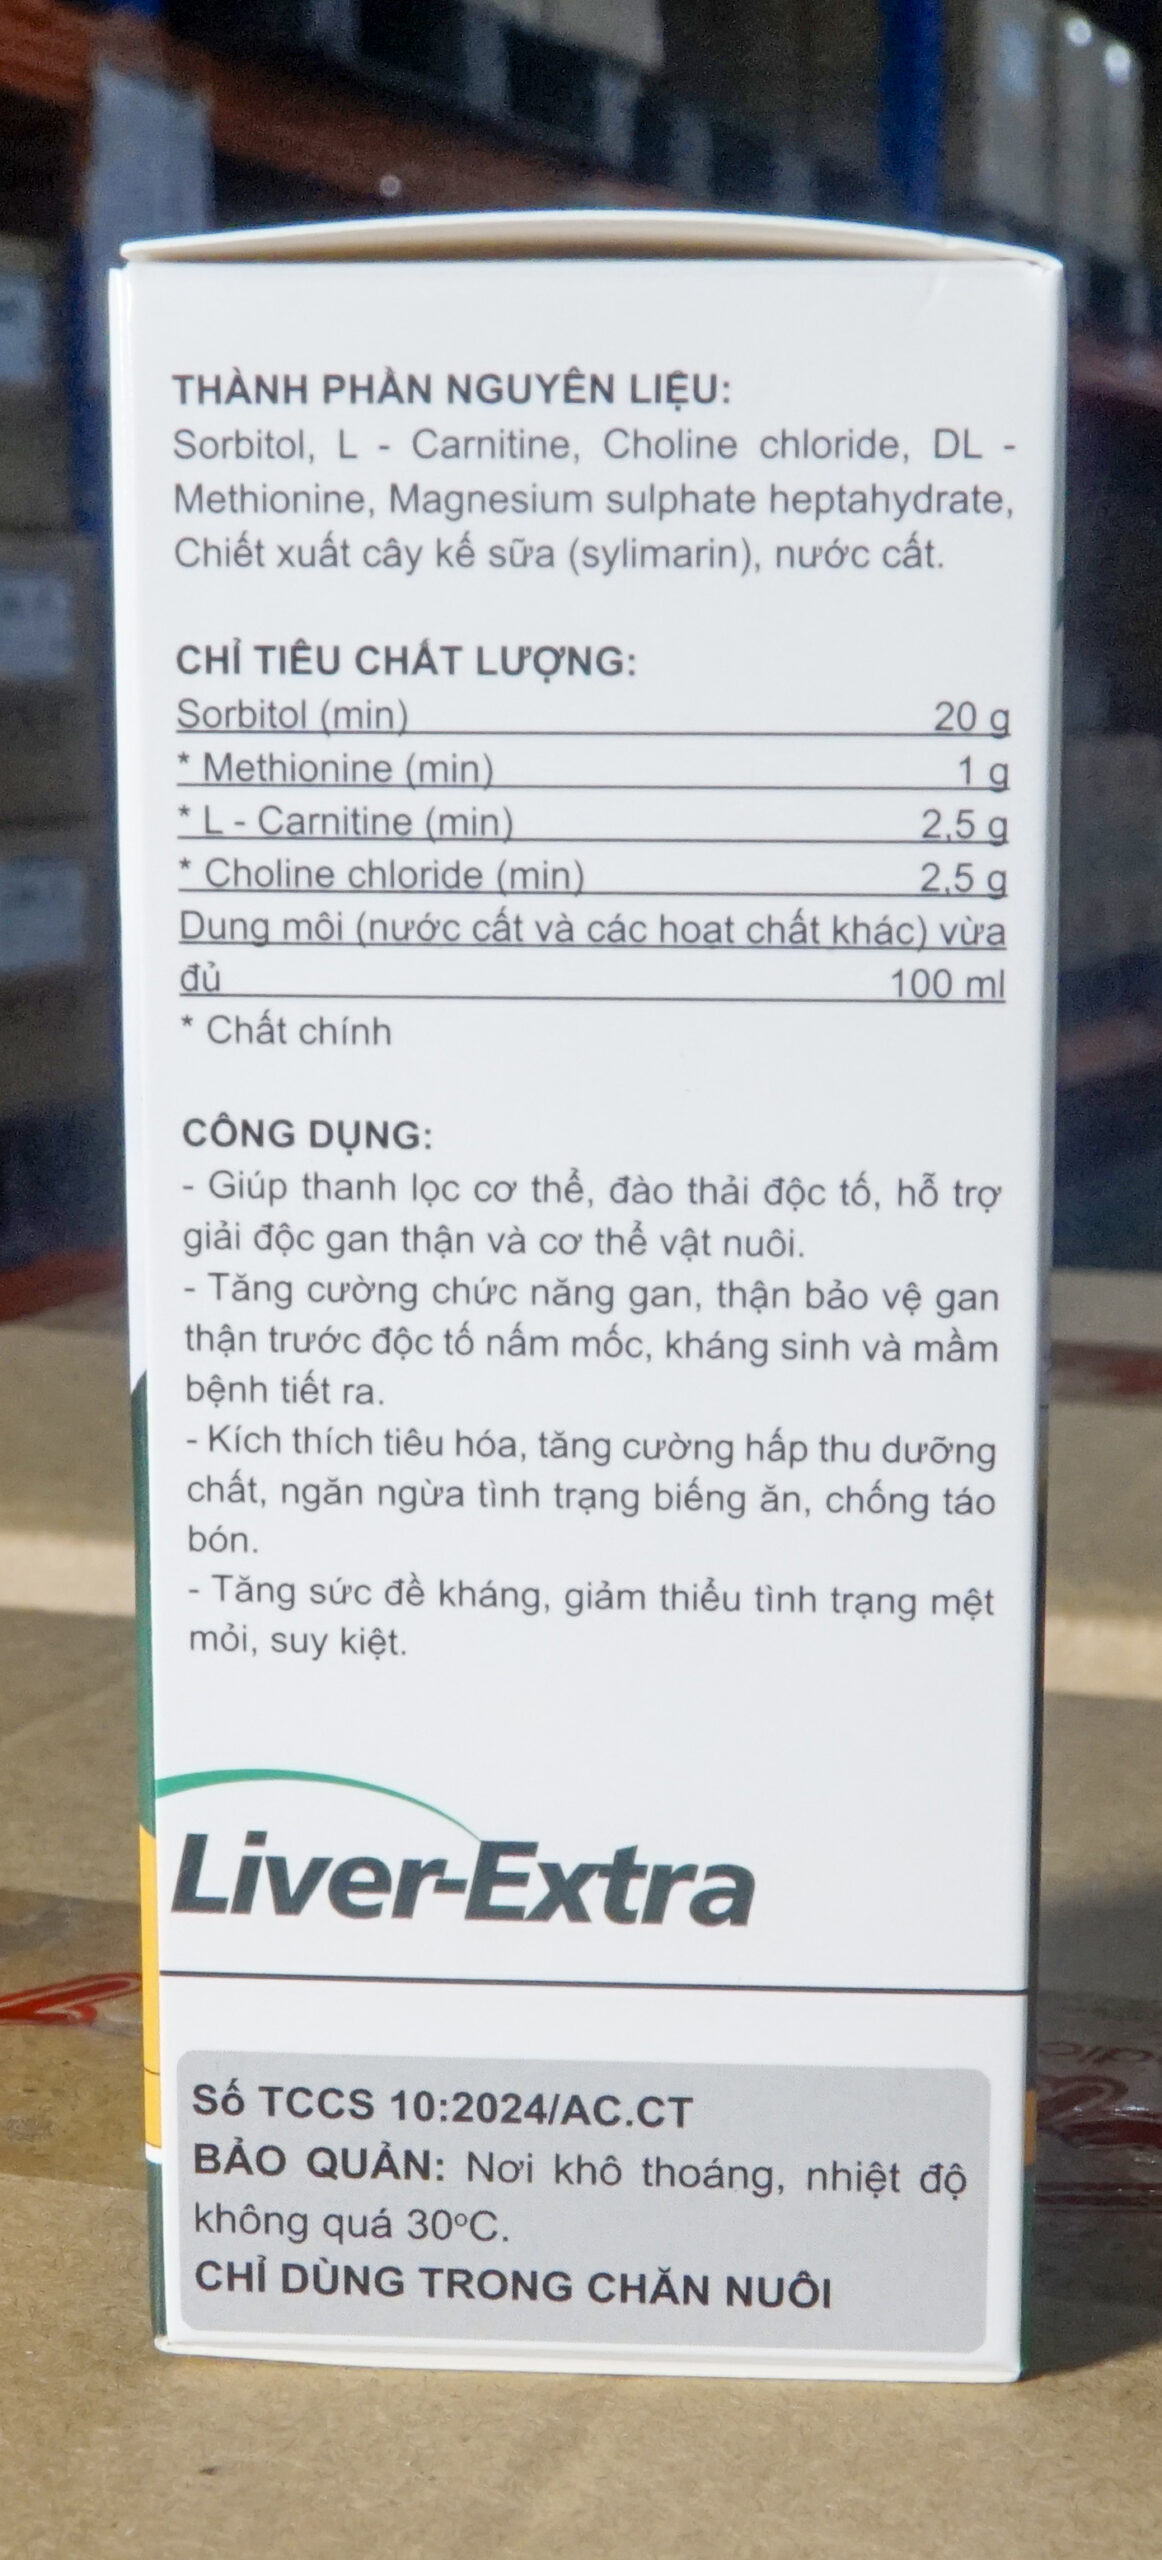 THÀNH PHẦN NGUYÊN LIỆU:
Sorbitol, L - Carnitine, Choline chloride, DL -
Methionine, Magnesium sulphate heptahydrate,
Chiết xuất cây kế sữa (sylimarin), nước cất.
CHỈ TIÊU CHẤT LƯỢNG:
Sorbitol (min) 20 g
* Methionine (min) 1 g
* L - Carnitine (min) 2,5 g
* Choline chloride (min) 2,5 g
Dung môi (nước cất và các hoạt chất khác) vừa
đủ 100 ml
* Chất chính
CÔNG DỤNG:
- Giúp thanh lọc cơ thể, đào thải độc tố, hỗ trợ
giải độc gan thận và cơ thể vật nuôi.
- Tăng cường chức năng gan, thận bảo vệ gan
thận trước độc tố nấm mốc, kháng sinh và mầm
bệnh tiết ra.
- Kích thích tiêu hóa, tăng cường hấp thu dưỡng
chất, ngăn ngừa tình trạng biếng ăn, chống táo
bón.
- Tăng sức đề kháng, giảm thiểu tình trạng mệt
mỏi, suy kiệt.
Liver-Extra
Số TCCS 10:2024/AC.CT
BẢO QUẢN: Nơi khô thoáng, nhiệt độ
không quá 30°C.
CHỈ DÙNG TRONG CHĂN NUÔI